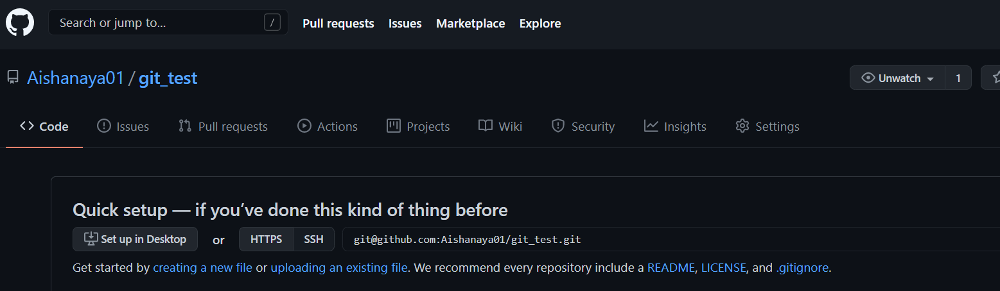 Search or jump to... / Pull requests Issues Marketplace Explore
Aishanaya01 / git_test Unwatch 1
Code Issues Pull requests Actions Projects Wiki Security Insights Settings
Quick setup — if you’ve done this kind of thing before
Set up in Desktop or HTTPS SSH git@github.com:Aishanaya01/git_test.git
Get started by creating a new file or uploading an existing file. We recommend every repository include a README, LICENSE, and .gitignore.